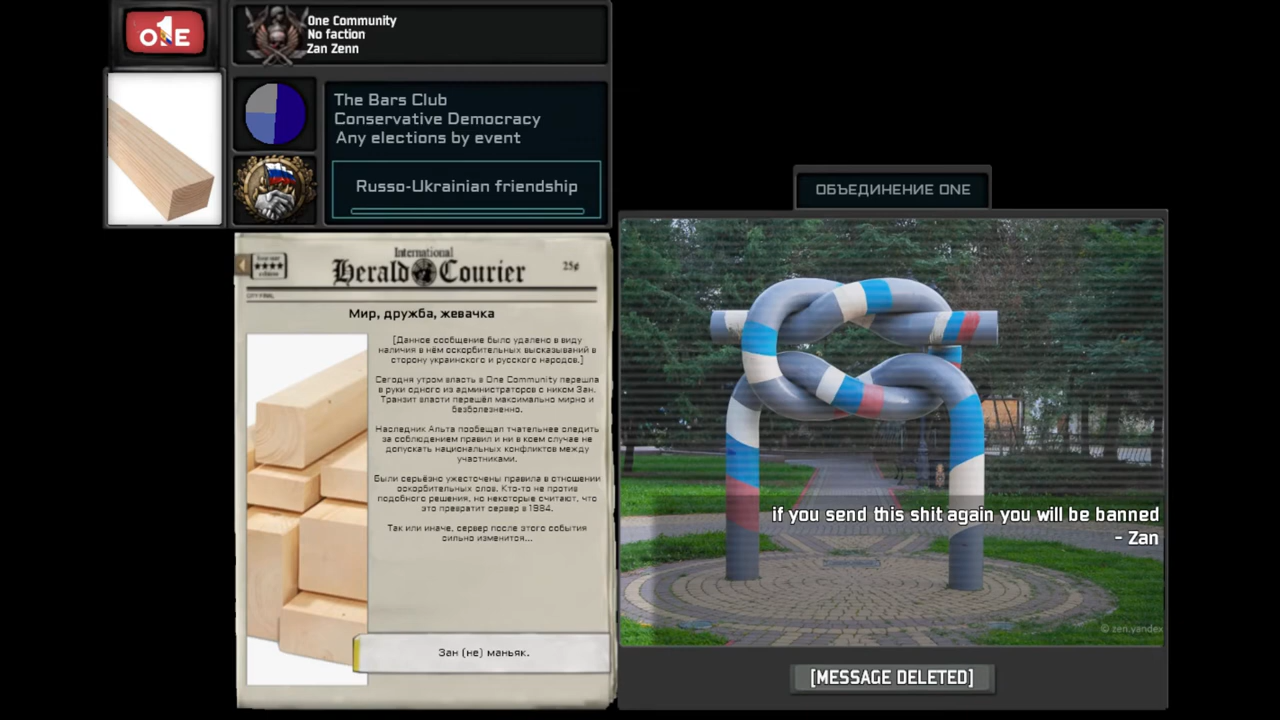 ONE
One Community
No faction
Zan Zenn
The Bars Club
Conservative Democracy
Any elections by event
Russo-Ukrainian friendship
ОБЪЕДИНЕНИЕ ONE
International
Herald Courier
25¢
CITY FINAL
Мир, дружба, жевачка
[Данное сообщение было удалено в виду
наличия в нём оскорбительных высказываний в
сторону украинского и русского народов.]
Сегодня утром власть в One Community перешла
в руки одного из администраторов с ником Зан.
Транзит власти перешёл максимально мирно и
безболезненно.
Наследник Альта пообещал тчательнее следить
за соблюдением правил и ни в коем случае не
допускать национальных конфликтов между
участниками.
Были серьёзно ужесточены правила в отношении
оскорбительных слов. Кто-то не против
подобного решения, но некоторые считают, что
это превратит сервер в 1984.
Так или иначе, сервер после этого события
сильно изменится...
Зан (не) маньяк.
if you send this shit again you will be banned
- Zan
© zen.yandex
[MESSAGE DELETED]